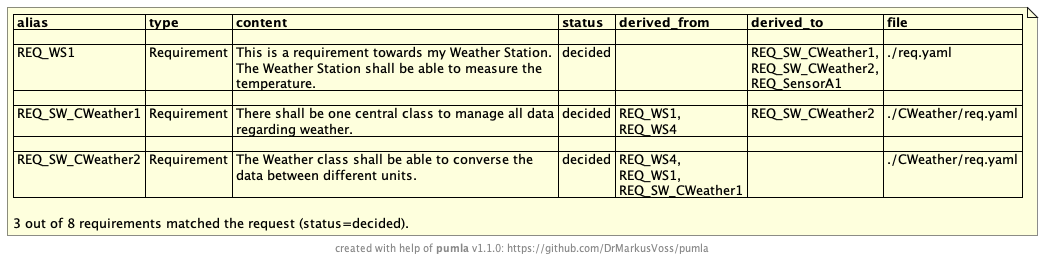 alias type content status derived_from derived_to file
REQ_WS1 Requirement This is a requirement towards my Weather Station. decided REQ_SW_CWeather1, ./req.yaml
The Weather Station shall be able to measure the REQ_SW_CWeather2,
temperature. REQ_SensorA1
REQ_SW_CWeather1 Requirement There shall be one central class to manage all data decided REQ_WS1, REQ_SW_CWeather2 ./CWeather/req.yaml
regarding weather. REQ_WS4
REQ_SW_CWeather2 Requirement The Weather class shall be able to converse the decided REQ_WS4, ./CWeather/req.yaml
data between different units. REQ_WS1,
REQ_SW_CWeather1
3 out of 8 requirements matched the request (status=decided).
created with help of pumla v1.1.0: https://github.com/DrMarkusVoss/pumla